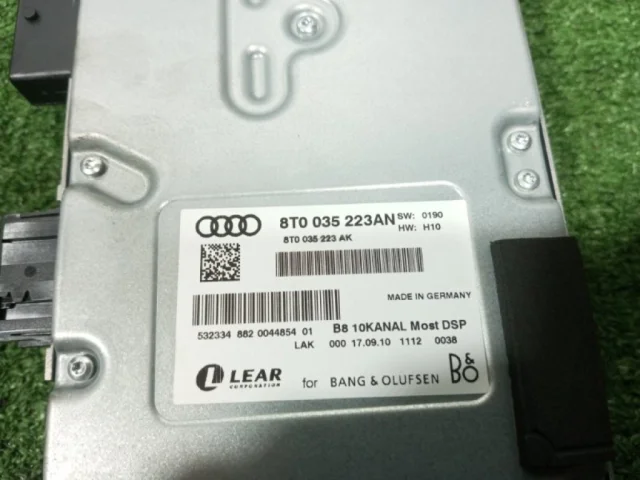 8T0 035 223AN SW: 0190
8T0 035 223 AK HW: H10
MADE IN GERMANY
532334 882 0044854 01 B8 10KANAL Most DSP
LAK 000 17.09.10 1112 0038
LEAR
CORPORATION
for BANG & OLUFSEN
B&O